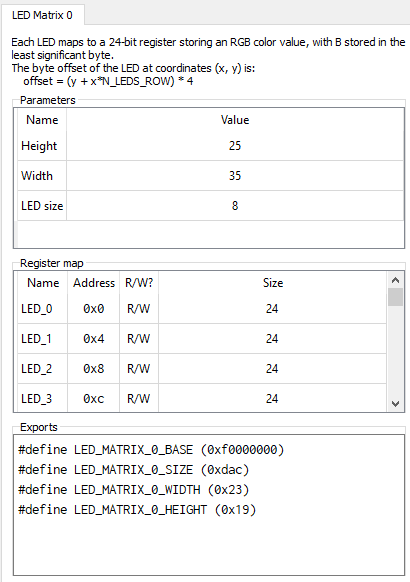 LED Matrix 0
Each LED maps to a 24-bit register storing an RGB color value, with B stored in the
least significant byte.
The byte offset of the LED at coordinates (x, y) is:
offset = (y + x*N_LEDS_ROW) * 4
Parameters
Name Value
Height 25
Width 35
LED size 8
Register map
Name Address R/W? Size
LED_0 0x0 R/W 24
LED_1 0x4 R/W 24
LED_2 0x8 R/W 24
LED_3 0xc R/W 24
Exports
#define LED_MATRIX_0_BASE (0xf0000000)
#define LED_MATRIX_0_SIZE (0xdac)
#define LED_MATRIX_0_WIDTH (0x23)
#define LED_MATRIX_0_HEIGHT (0x19)